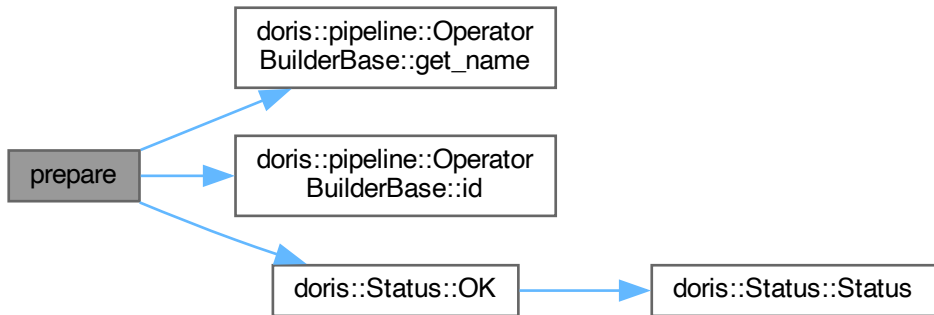 doris::pipeline::Operator
BuilderBase::get_name
prepare
doris::pipeline::Operator
BuilderBase::id
doris::Status::OK
doris::Status::Status